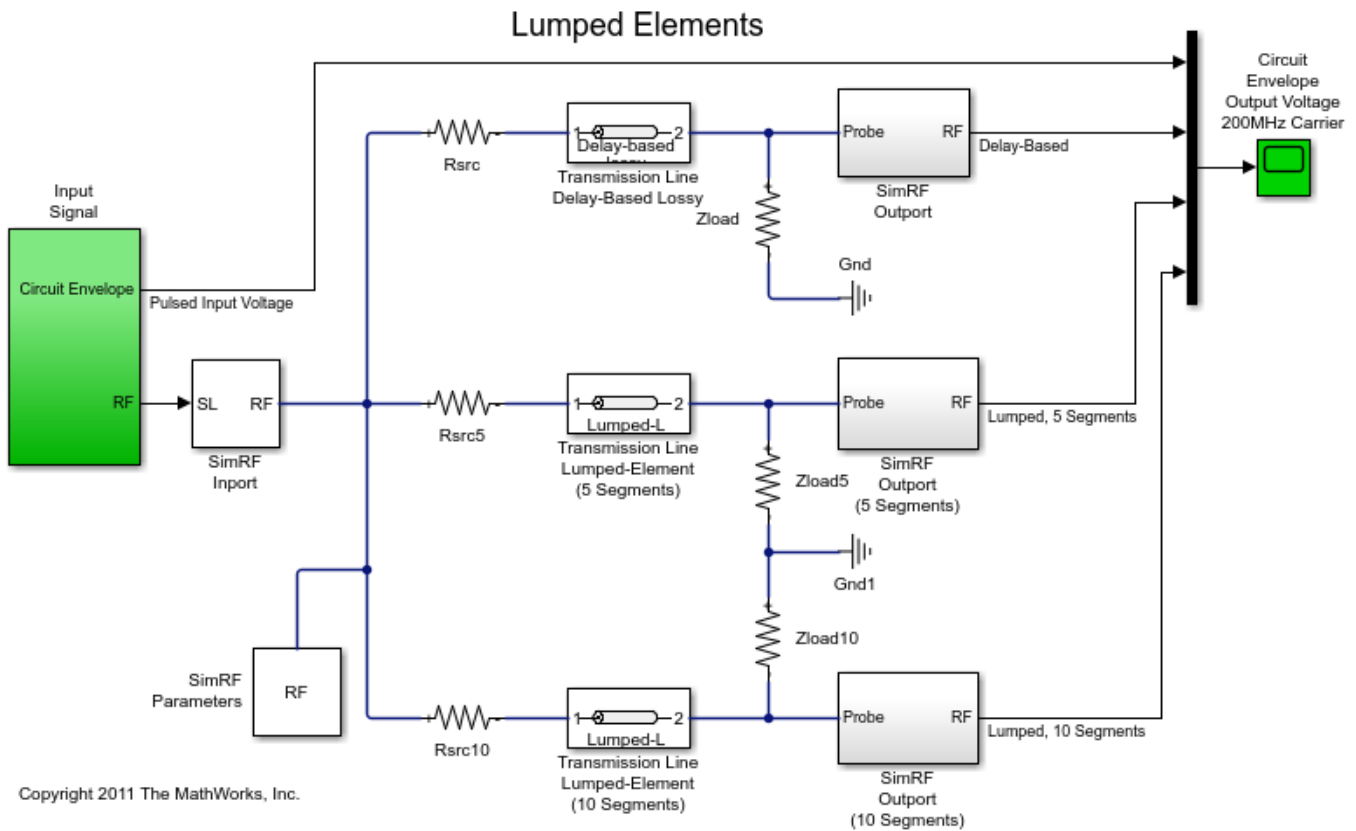 Lumped Elements
Circuit
Envelope
Output Voltage
200MHz Carrier
Input
Signal
Circuit Envelope
Pulsed Input Voltage
RF
SL RF
SimRF
Inport
SimRF
Parameters
RF
Rsrc
1 2
Delay-based
Transmission Line
Delay-Based Lossy
Zload
Gnd
Probe RF
SimRF
Outport
Delay-Based
Rsrc5
1 2
Lumped-L
Transmission Line
Lumped-Element
(5 Segments)
Zload5
Gnd1
Probe RF
SimRF
Outport
(5 Segments)
Lumped, 5 Segments
Zload10
Rsrc10
1 2
Lumped-L
Transmission Line
Lumped-Element
(10 Segments)
Probe RF
SimRF
Outport
(10 Segments)
Lumped, 10 Segments
Copyright 2011 The MathWorks, Inc.